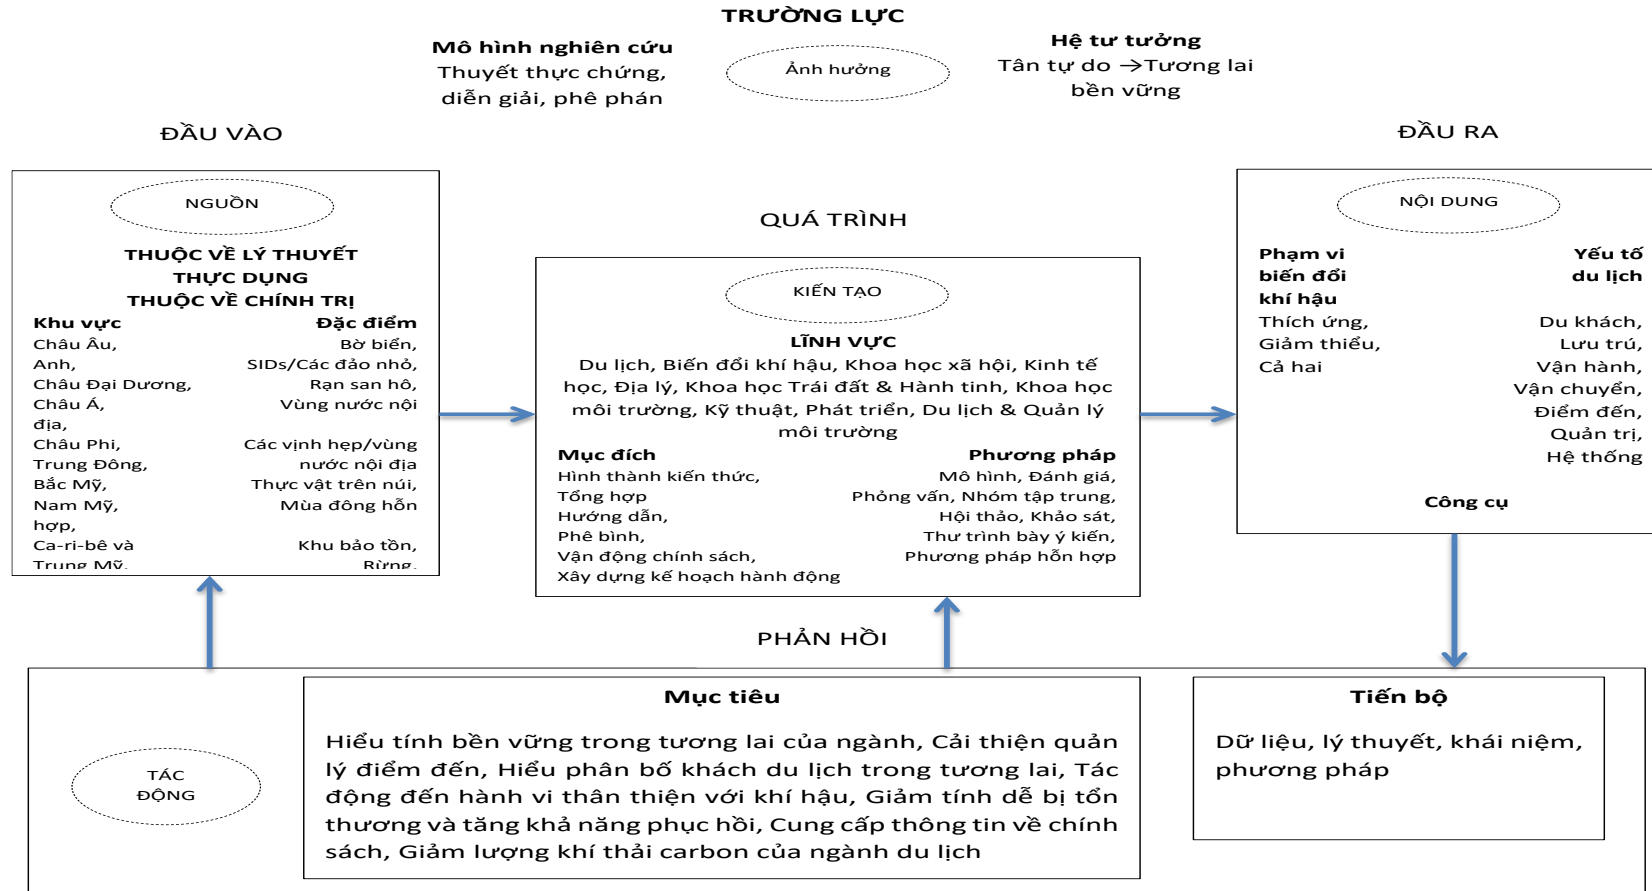 TRƯỜNG LỰC
Mô hình nghiên cứu
Thuyết thực chứng,
diễn giải, phê phán
Ảnh hưởng
Hệ tư tưởng
Tân tự do →Tương lai
bền vững
ĐẦU VÀO
NGUỒN
THUỘC VỀ LÝ THUYẾT
THỰC DỤNG
THUỘC VỀ CHÍNH TRỊ
Khu vực Đặc điểm
Châu Âu, Bờ biển,
Anh, SIDs/Các đảo nhỏ,
Châu Đại Dương, Rạn san hô,
Châu Á, Vùng nước nội
địa,
Châu Phi, Các vịnh hẹp/vùng
Trung Đông, nước nội địa
Bắc Mỹ, Thực vật trên núi,
Nam Mỹ, Mùa đông hỗn
hợp,
Ca-ri-bê và Khu bảo tồn,
Trung Mỹ, Rừng,
QUÁ TRÌNH
KIẾN TẠO
LĨNH VỰC
Du lịch, Biến đổi khí hậu, Khoa học xã hội, Kinh tế
học, Địa lý, Khoa học Trái đất & Hành tinh, Khoa học
môi trường, Kỹ thuật, Phát triển, Du lịch & Quản lý
môi trường
Mục đích Phương pháp
Hình thành kiến thức, Mô hình, Đánh giá,
Tổng hợp Phỏng vấn, Nhóm tập trung,
Hướng dẫn, Hội thảo, Khảo sát,
Phê bình, Thư trình bày ý kiến,
Vận động chính sách, Phương pháp hỗn hợp
Xây dựng kế hoạch hành động
ĐẦU RA
NỘI DUNG
Phạm vi Yếu tố
biến đổi du lịch
khí hậu
Thích ứng, Du khách,
Giảm thiểu, Lưu trú,
Cả hai Vận hành,
Vận chuyển,
Điểm đến,
Quản trị,
Hệ thống
Công cụ
PHẢN HỒI
TÁC
ĐỘNG
Mục tiêu
Hiểu tính bền vững trong tương lai của ngành, Cải thiện quản
lý điểm đến, Hiểu phân bố khách du lịch trong tương lai, Tác
động đến hành vi thân thiện với khí hậu, Giảm tính dễ bị tổn
thương và tăng khả năng phục hồi, Cung cấp thông tin về chính
sách, Giảm lượng khí thải carbon của ngành du lịch
Tiến bộ
Dữ liệu, lý thuyết, khái niệm,
phương pháp